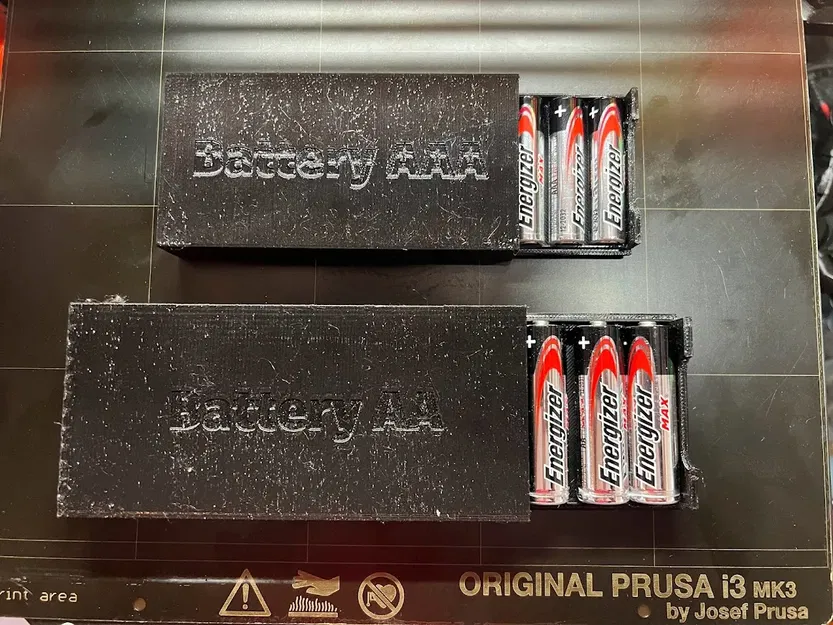 Battery AAA
Energizer
MAX
Energizer
Energizer
Battery AA
Energizer
Energizer
Energizer
MAX
rint area
ORIGINAL PRUSA i3 MK3
by Josef Prusa